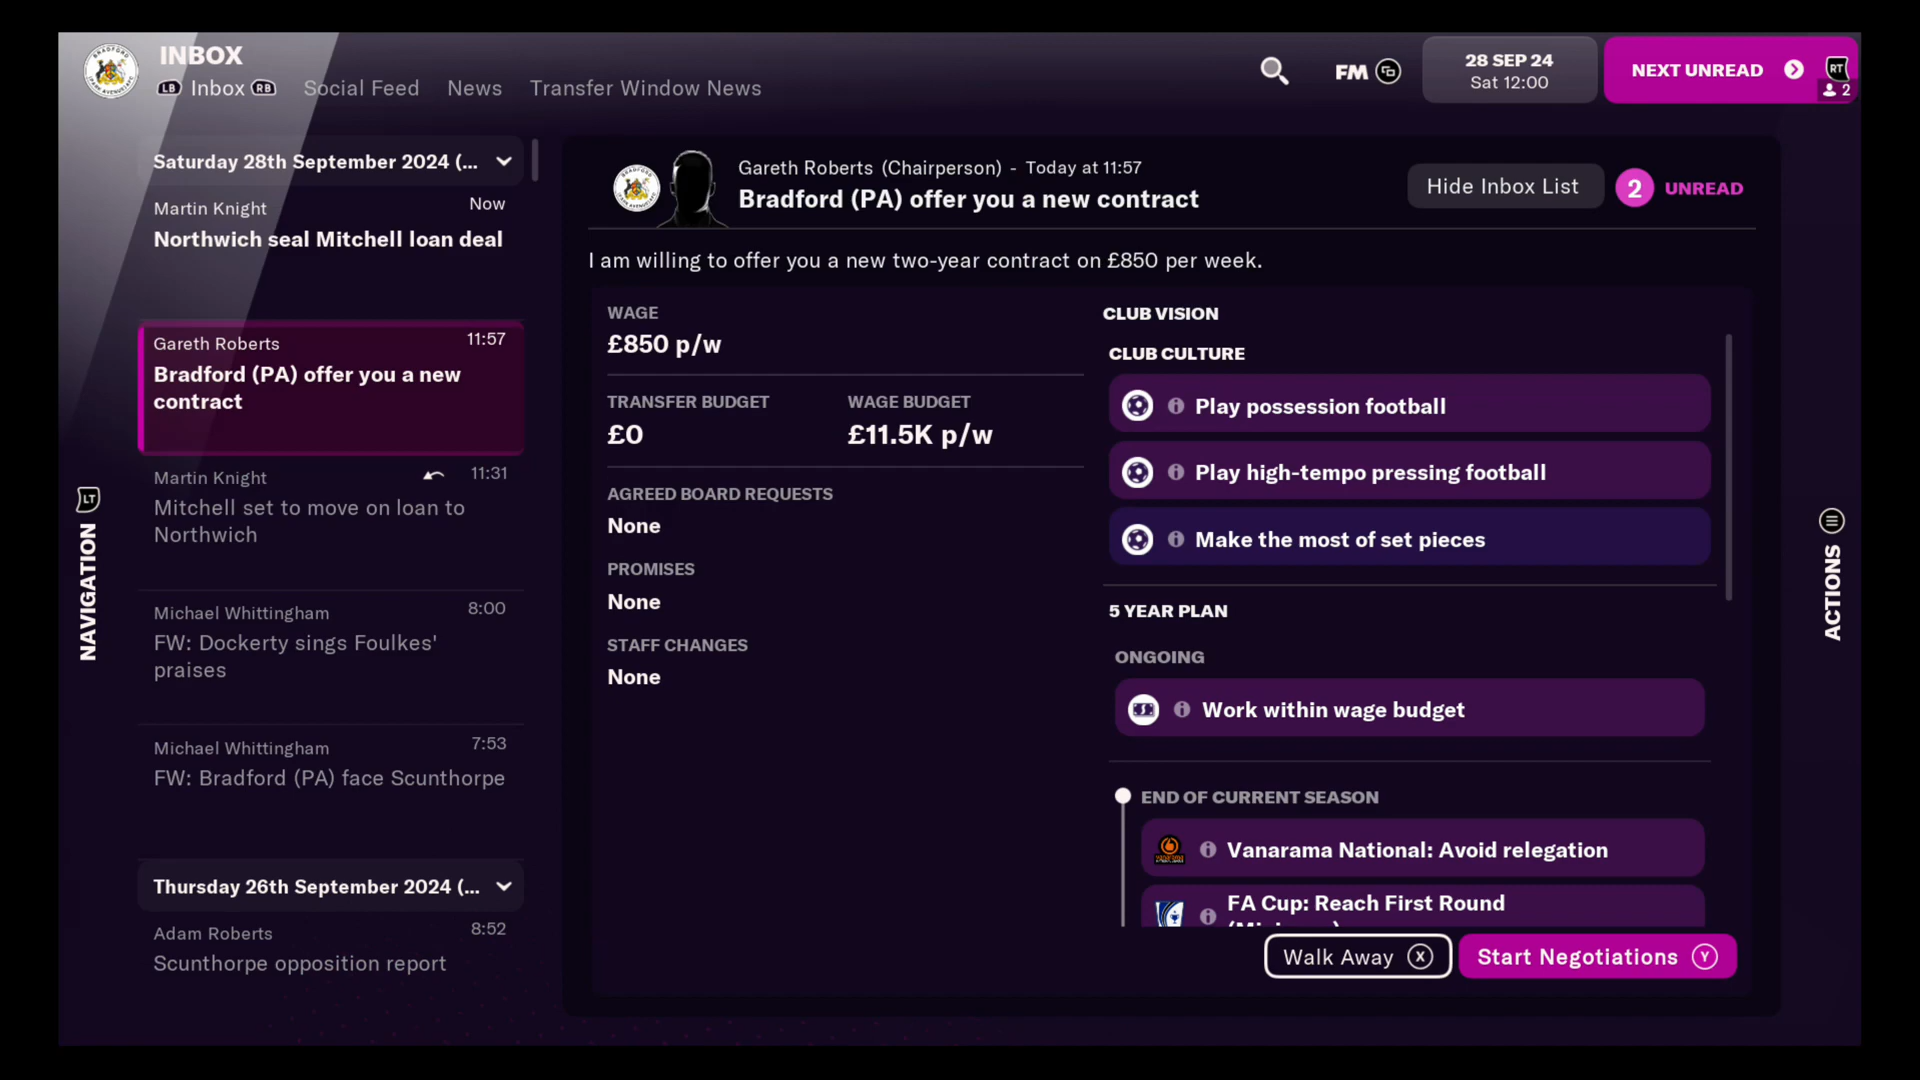 INBOX
LB Inbox RB Social Feed News Transfer Window News
FM
28 SEP 24
Sat 12:00
NEXT UNREAD
RT
2
Saturday 28th September 2024 (...
Martin Knight Now
Northwich seal Mitchell loan deal
Gareth Roberts 11:57
Bradford (PA) offer you a new
contract
Martin Knight 11:31
Mitchell set to move on loan to
Northwich
Michael Whittingham 8:00
FW: Dockerty sings Foulkes'
praises
Michael Whittingham 7:53
FW: Bradford (PA) face Scunthorpe
Thursday 26th September 2024 (...
Adam Roberts 8:52
Scunthorpe opposition report
LT
NAVIGATION
Gareth Roberts (Chairperson) - Today at 11:57
Bradford (PA) offer you a new contract
Hide Inbox List
2 UNREAD
I am willing to offer you a new two-year contract on £850 per week.
WAGE
£850 p/w
TRANSFER BUDGET WAGE BUDGET
£0 £11.5K p/w
AGREED BOARD REQUESTS
None
PROMISES
None
STAFF CHANGES
None
CLUB VISION
CLUB CULTURE
Play possession football
Play high-tempo pressing football
Make the most of set pieces
5 YEAR PLAN
ONGOING
Work within wage budget
END OF CURRENT SEASON
Vanarama National: Avoid relegation
FA Cup: Reach First Round
Walk Away X
Start Negotiations Y
ACTIONS